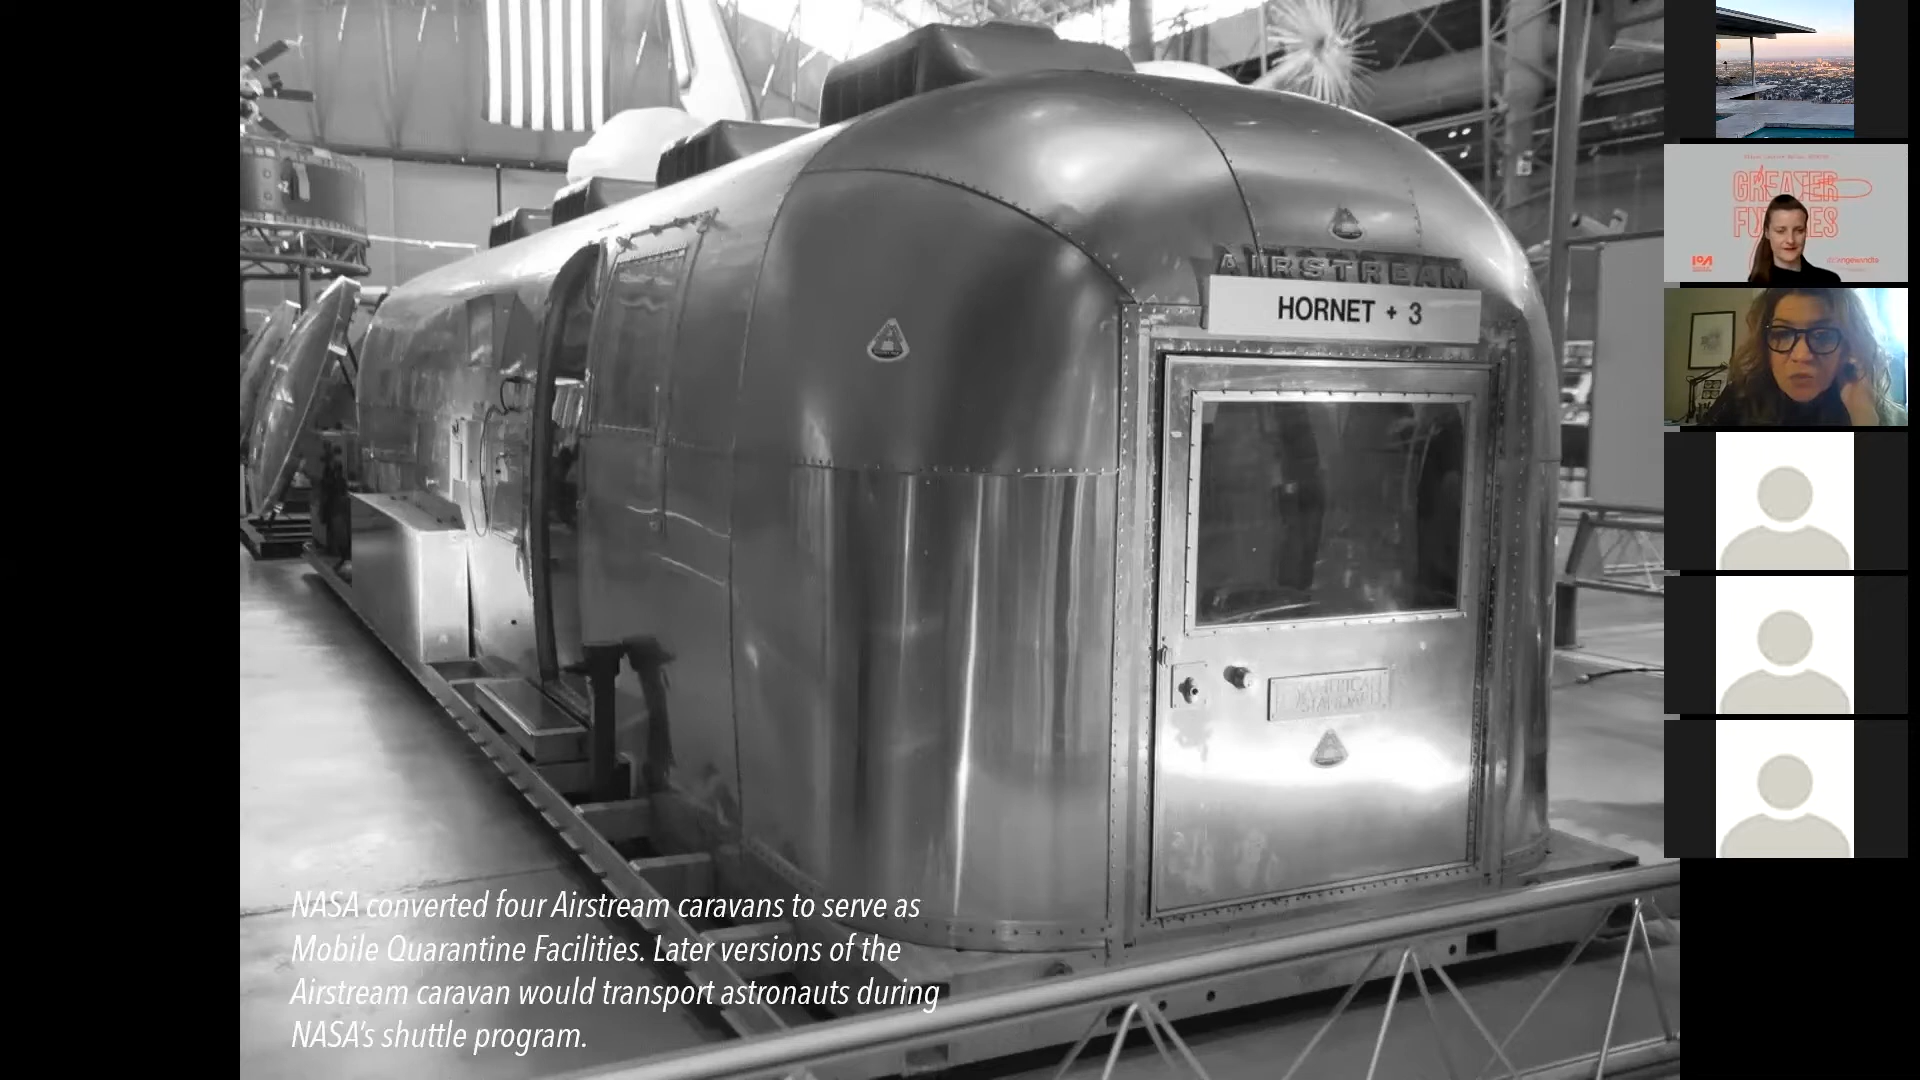 AIRSTREAM
HORNET + 3
AMERICAN
STANDARD
NASA converted four Airstream caravans to serve as
Mobile Quarantine Facilities. Later versions of the
Airstream caravan would transport astronauts during
NASA's shuttle program.
GREATER
FUTURES